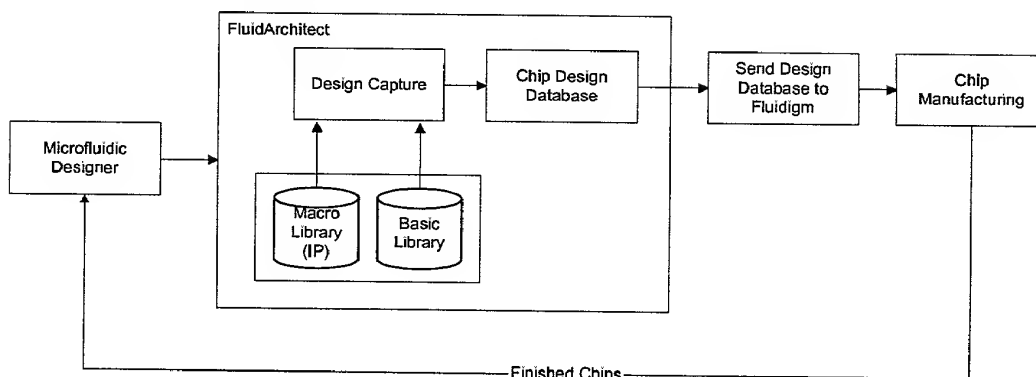 FluidArchitect
Design Capture
Chip Design
Database
Send Design
Database to
Fluidigm
Chip
Manufacturing
Microfluidic
Designer
Macro
Library
(IP)
Basic
Library
Finished Chips